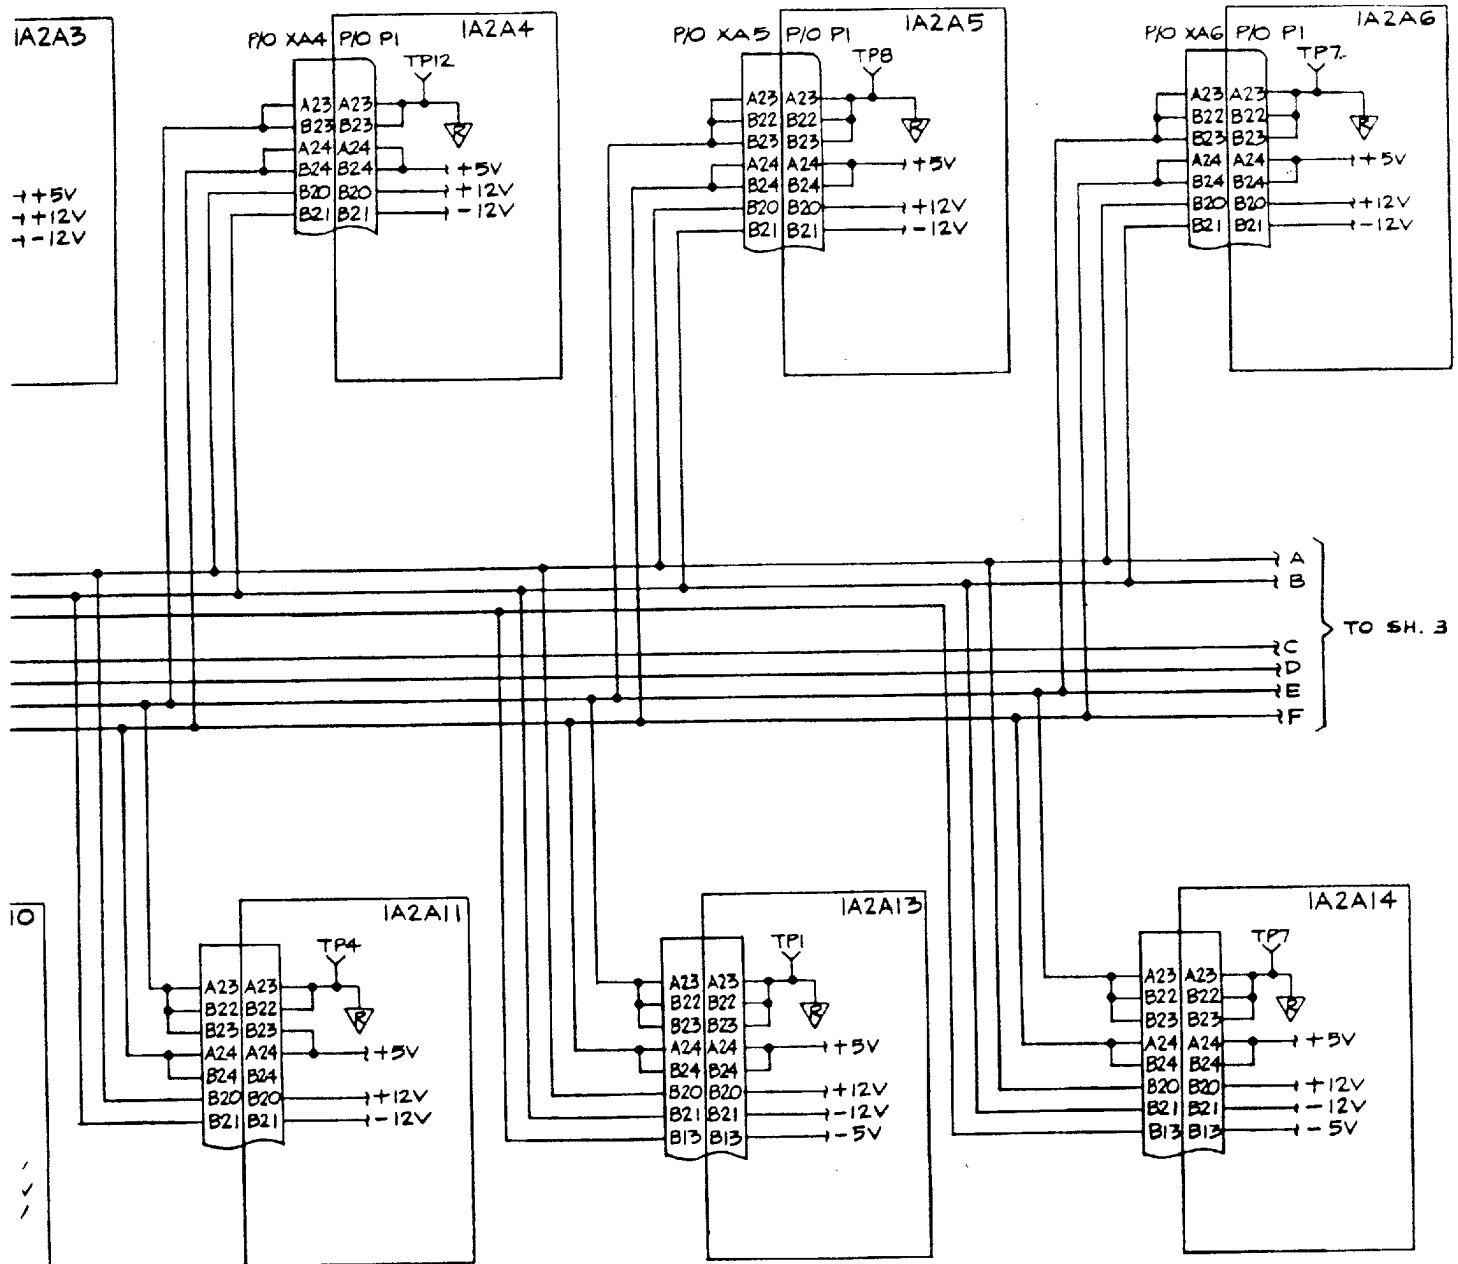 1A2A3
+5V
+12V
-12V
P/O XA4 P/O P1
1A2A4
TP12
A23 A23
B23 B23
R
A24 A24
B24 B24 +5V
B20 B20 +12V
B21 B21 -12V
P/O XA5 P/O P1
1A2A5
TP8
A23 A23
B22 B22
R
B23 B23
A24 A24 +5V
B24 B24
B20 B20 +12V
B21 B21 -12V
P/O XA6 P/O P1
1A2A6
TP7
A23 A23
B22 B22
R
B23 B23
A24 A24 +5V
B24 B24
B20 B20 +12V
B21 B21 -12V
A
B
C
D
E
F
TO SH. 3
10
1A2A11
TP4
A23 A23
B22 B22
R
B23 B23
A24 A24 +5V
B24 B24
B20 B20 +12V
B21 B21 -12V
1A2A13
TP1
A23 A23
B22 B22
R
B23 B23
A24 A24 +5V
B24 B24
B20 B20 +12V
B21 B21 -12V
B13 B13 -5V
1A2A14
TP7
A23 A23
B22 B22
R
B23 B23
A24 A24 +5V
B24 B24
B20 B20 +12V
B21 B21 -12V
B13 B13 -5V